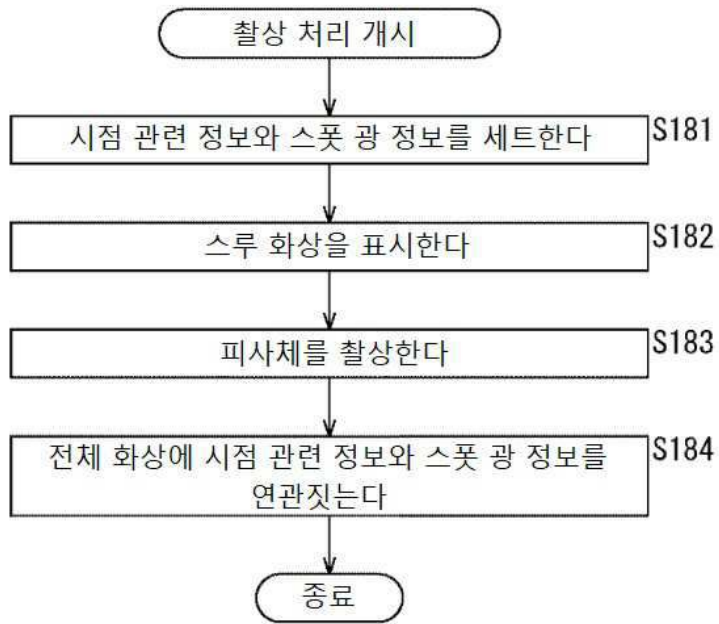 촬상 처리 개시
시점 관련 정보와 스폿 광 정보를 세트한다
S181
스루 화상을 표시한다
S182
피사체를 촬상한다
S183
전체 화상에 시점 관련 정보와 스폿 광 정보를
연관짓는다
S184
종료